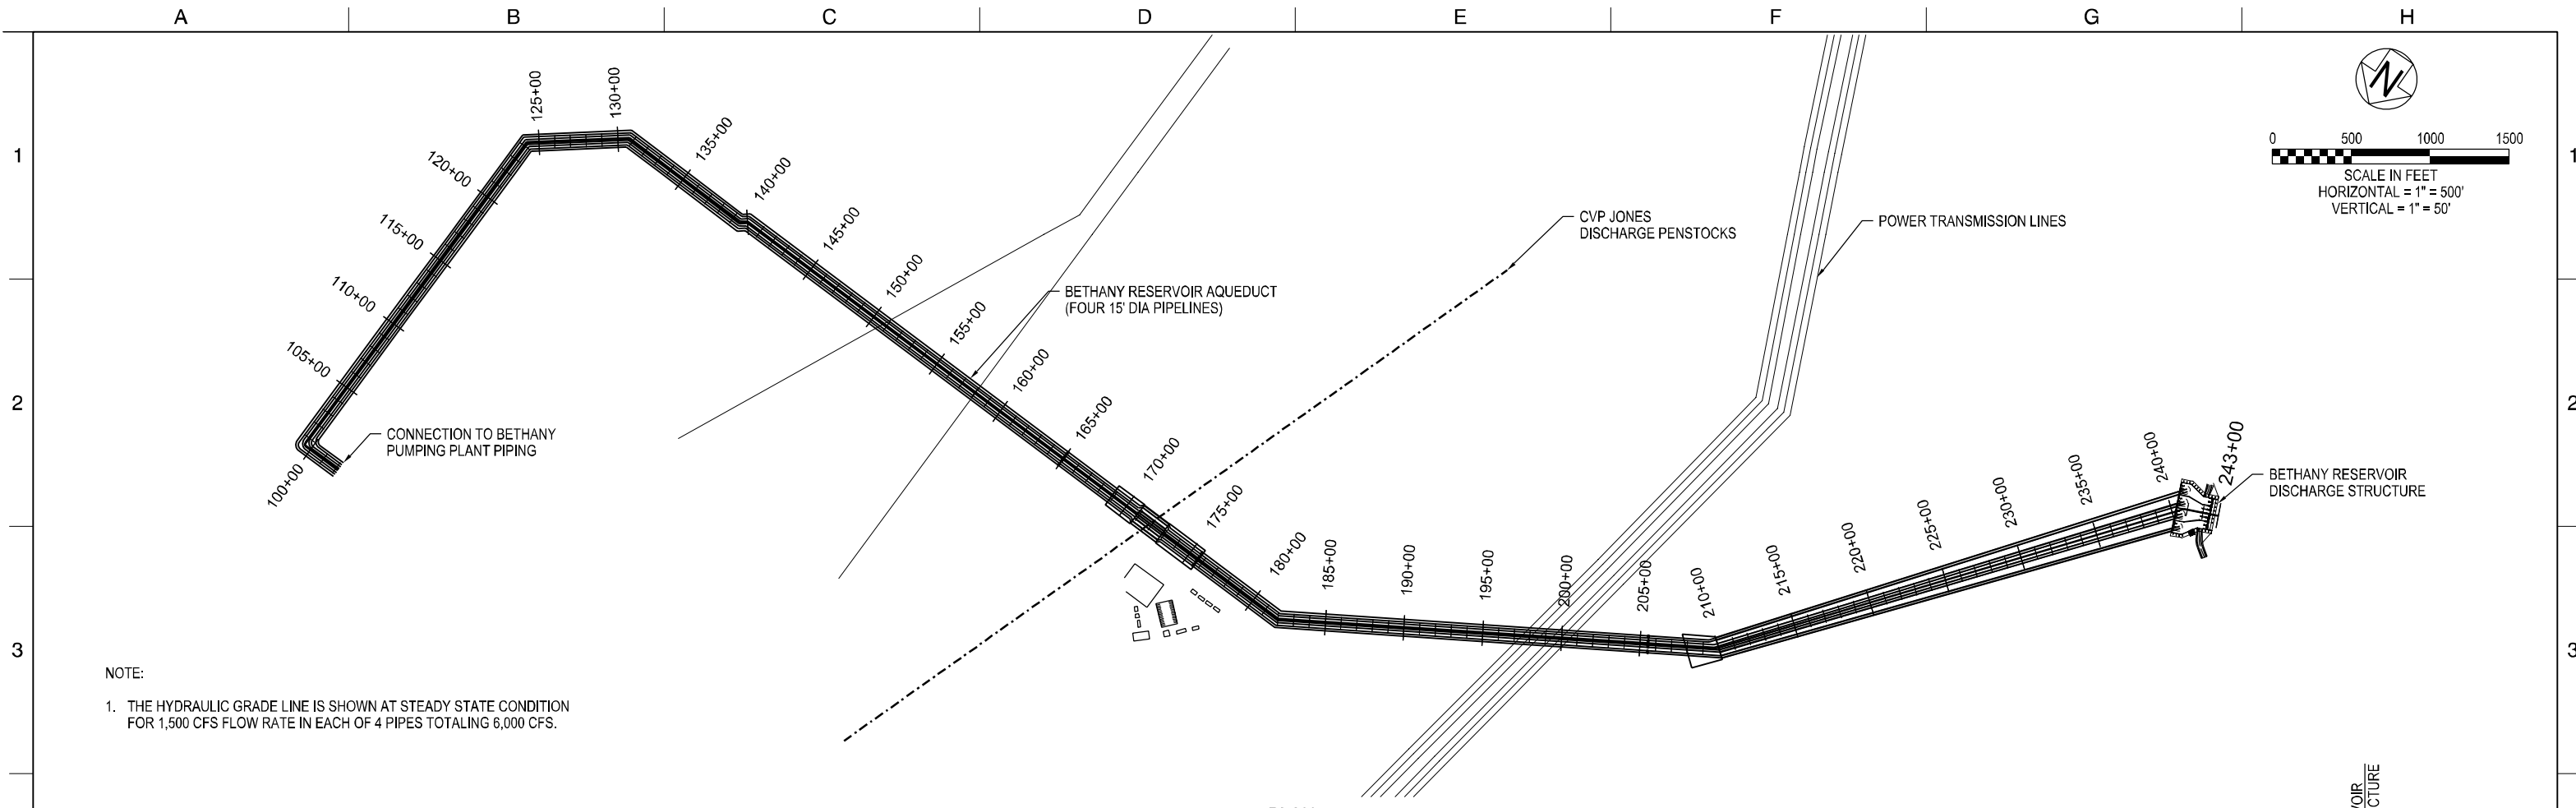 A B C D E F G H
N
0 500 1000 1500
SCALE IN FEET
HORIZONTAL = 1" = 500'
VERTICAL = 1" = 50'
1
1
2
2
3
3
100+00
105+00
110+00
115+00
120+00
125+00
130+00
135+00
140+00
145+00
150+00
155+00
160+00
165+00
170+00
175+00
180+00
185+00
190+00
195+00
200+00
205+00
210+00
215+00
220+00
225+00
230+00
235+00
240+00
243+00
CVP JONES
DISCHARGE PENSTOCKS
POWER TRANSMISSION LINES
BETHANY RESERVOIR AQUEDUCT
(FOUR 15' DIA PIPELINES)
CONNECTION TO BETHANY
PUMPING PLANT PIPING
BETHANY RESERVOIR
DISCHARGE STRUCTURE
NOTE:
1. THE HYDRAULIC GRADE LINE IS SHOWN AT STEADY STATE CONDITION
FOR 1,500 CFS FLOW RATE IN EACH OF 4 PIPES TOTALING 6,000 CFS.